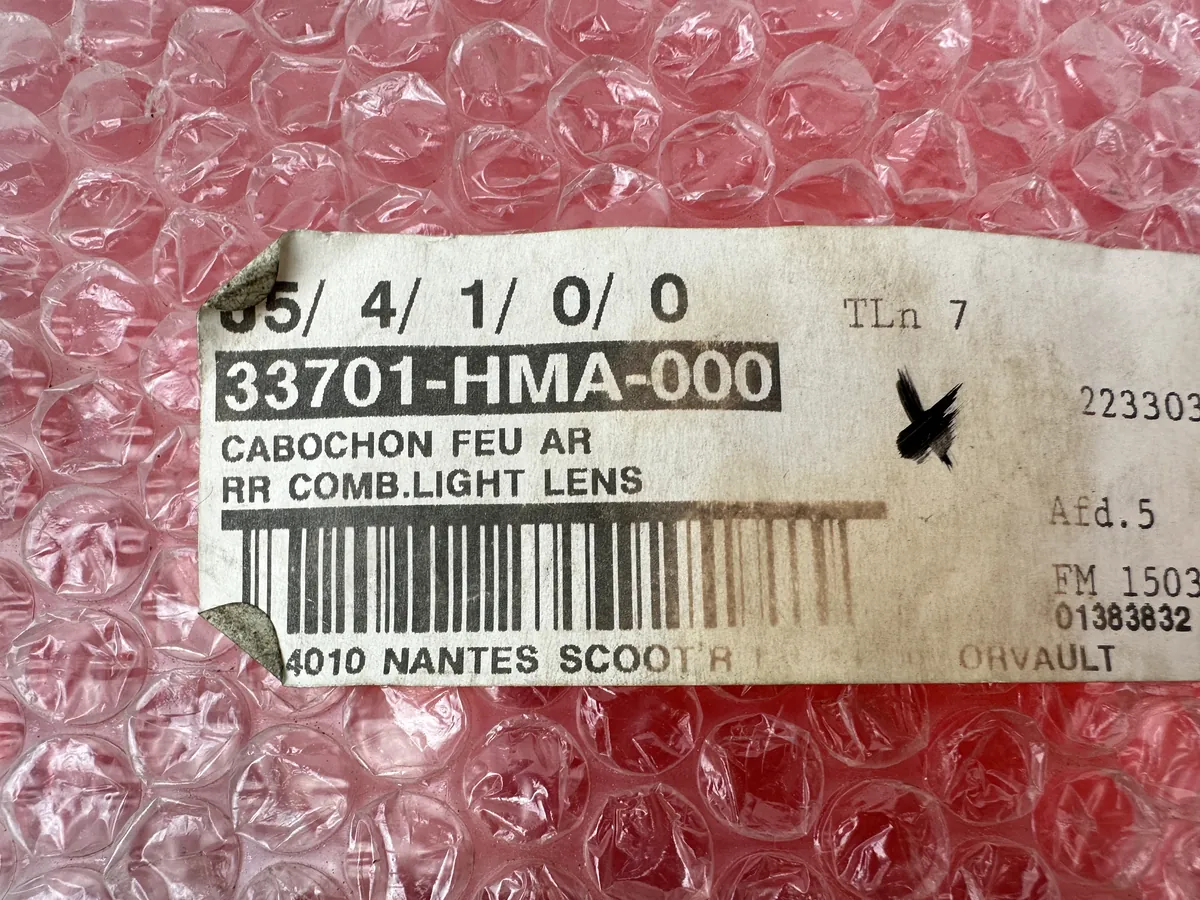 05/ 4/ 1/ 0/ 0
TLn 7
33701-HMA-000
223303
CABOCHON FEU AR
RR COMB.LIGHT LENS
Afd.5
FM 1503
01383832
4010 NANTES SCOOT'R ORVAULT